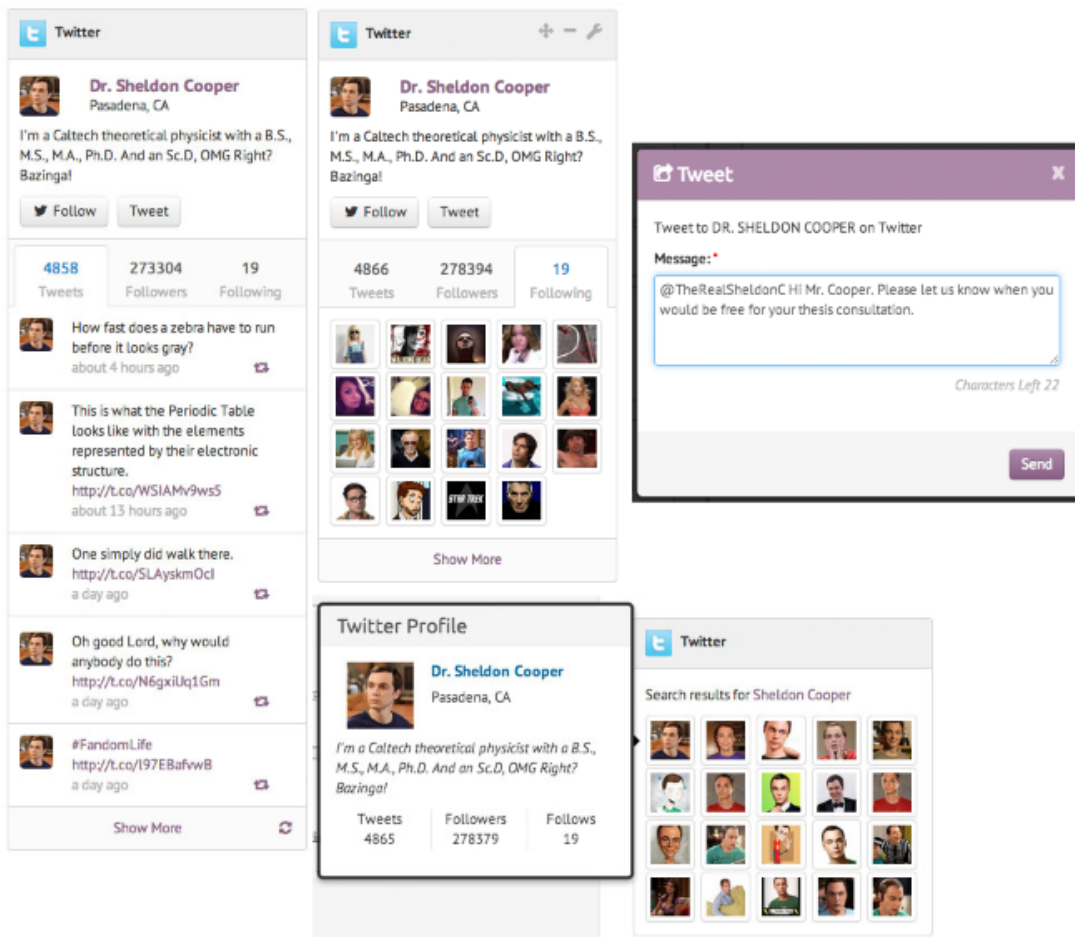 Twitter
Dr. Sheldon Cooper
Pasadena, CA
I'm a Caltech theoretical physicist with a B.S.,
M.S., M.A., Ph.D. And an Sc.D, OMG Right?
Bazinga!
Follow Tweet
4858 273304 19
Tweets Followers Following
How fast does a zebra have to run
before it looks gray?
about 4 hours ago
This is what the Periodic Table
looks like with the elements
represented by their electronic
structure.
http://t.co/WSIAMv9ws5
about 13 hours ago
One simply did walk there.
http://t.co/SLAyskmOcI
a day ago
Oh good Lord, why would
anybody do this?
http://t.co/N6gxiUq1Gm
a day ago
#FandomLife
http://t.co/l97EBafvwB
a day ago
Show More
Twitter
Dr. Sheldon Cooper
Pasadena, CA
I'm a Caltech theoretical physicist with a B.S.,
M.S., M.A., Ph.D. And an Sc.D, OMG Right?
Bazinga!
Follow Tweet
4866 278394 19
Tweets Followers Following
STAR TREK
Show More
Tweet
Tweet to DR. SHELDON COOPER on Twitter
Message:*
@TheRealSheldonC Hi Mr. Cooper. Please let us know when you
would be free for your thesis consultation.
Characters Left 22
Send
Twitter Profile
Dr. Sheldon Cooper
Pasadena, CA
I'm a Caltech theoretical physicist with a B.S.,
M.S., M.A., Ph.D. And an Sc.D, OMG Right?
Bazinga!
Tweets Followers Follows
4865 278379 19
Twitter
Search results for Sheldon Cooper